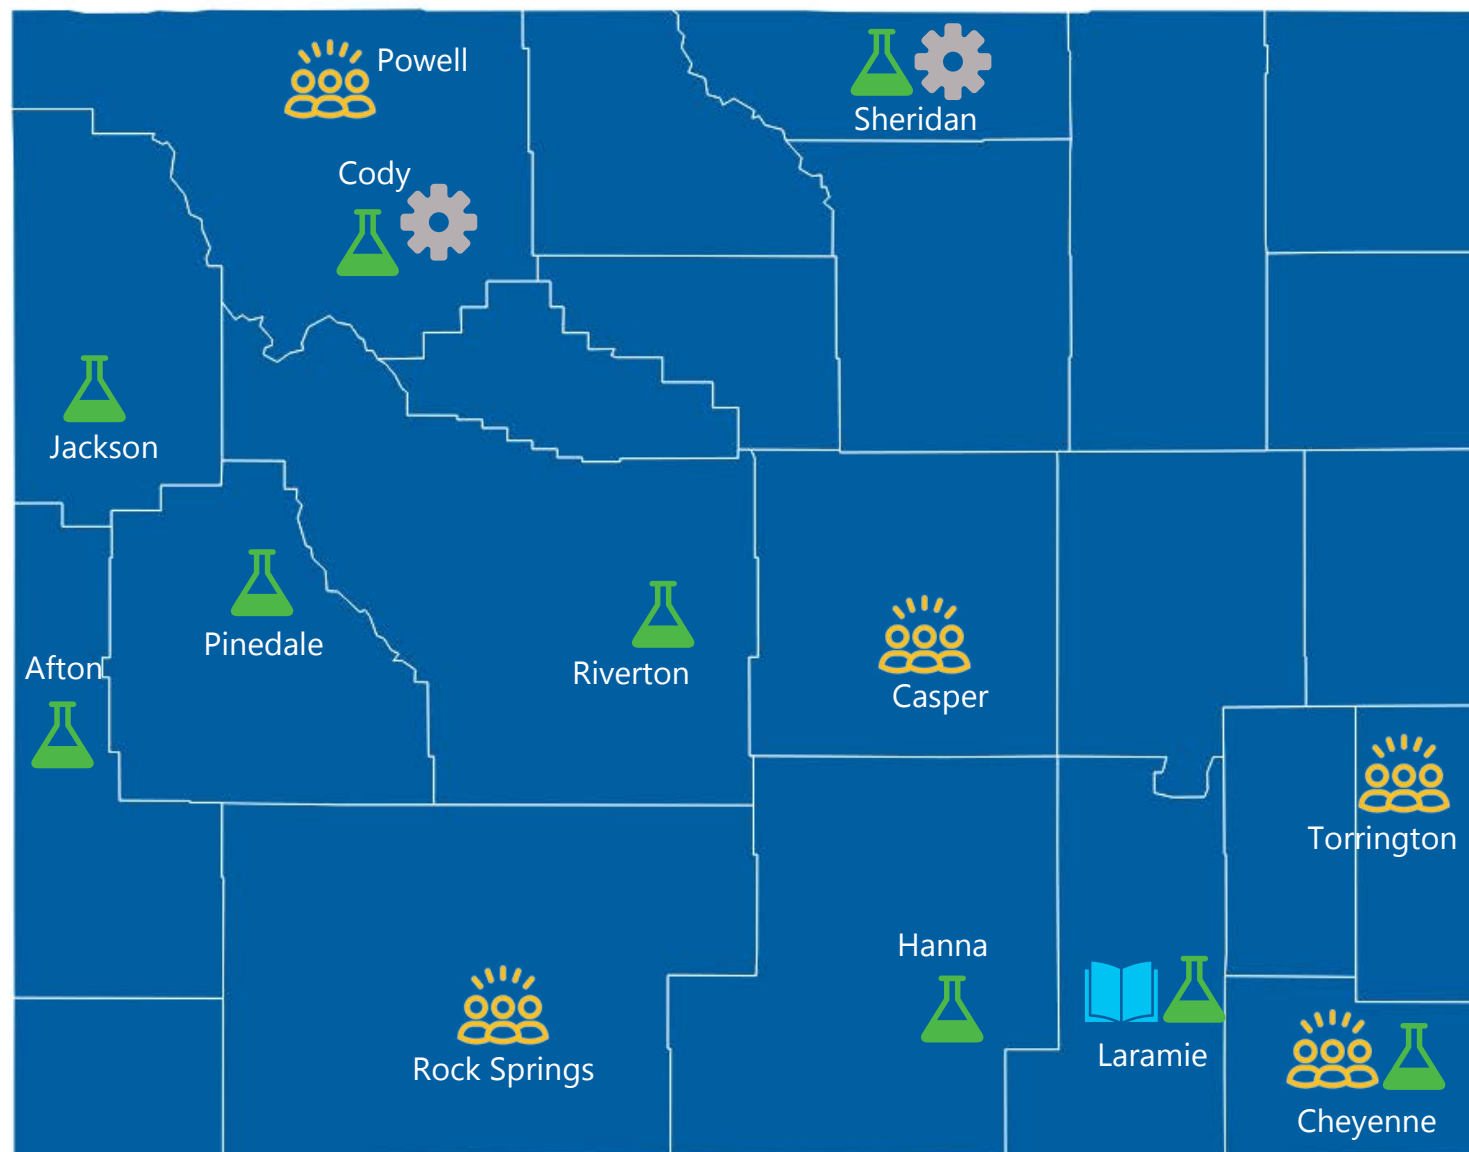 Powell
Sheridan
Cody
Jackson
Pinedale
Afton
Riverton
Casper
Torrington
Hanna
Laramie
Rock Springs
Cheyenne